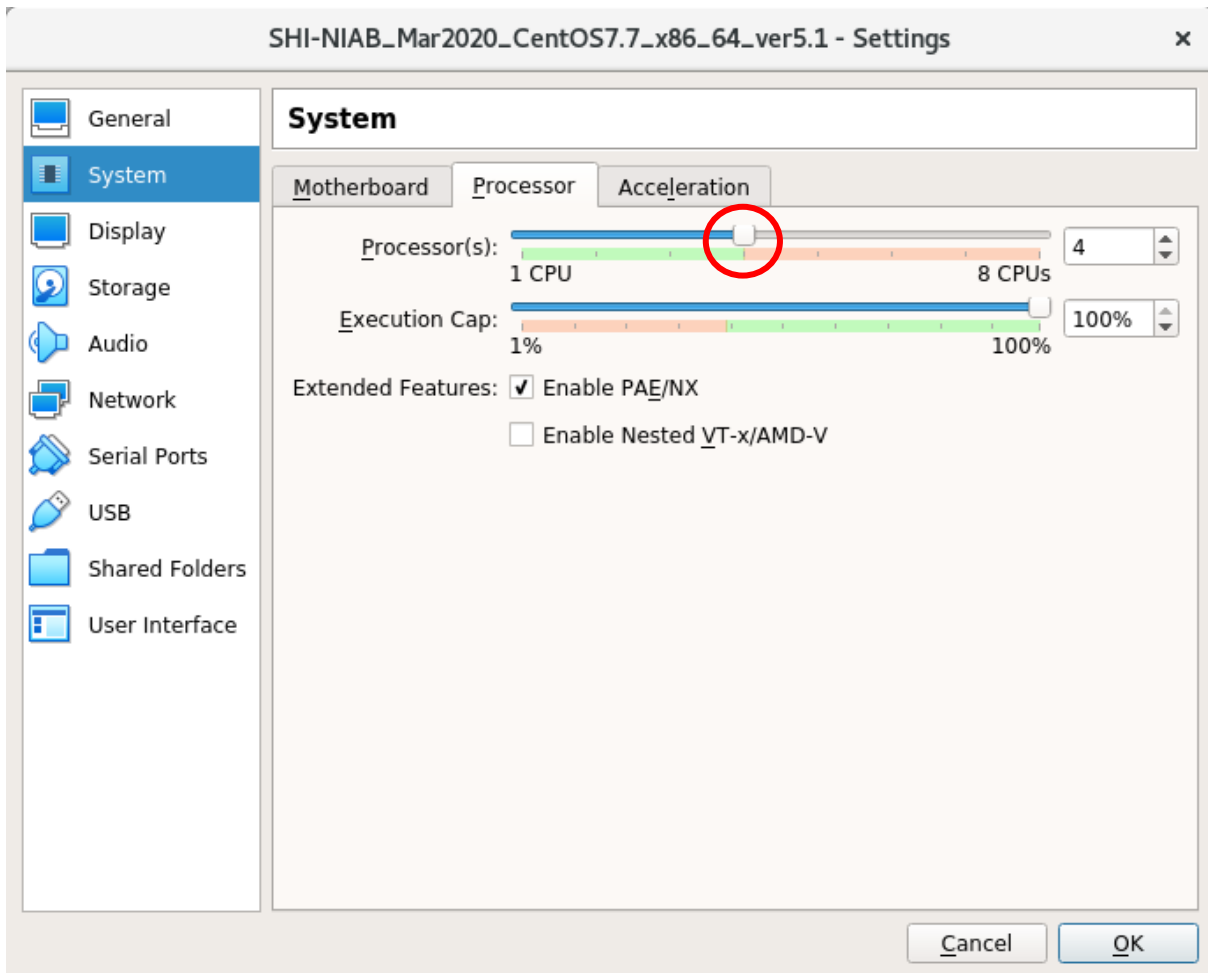 SHI-NIAB_Mar2020_CentOS7.7_x86_64_ver5.1 - Settings
General
System
Display
Storage
Audio
Network
Serial Ports
USB
Shared Folders
User Interface
System
Motherboard Processor Acceleration
Processor(s): 4
1 CPU 8 CPUs
Execution Cap: 100%
1% 100%
Extended Features: Enable PAE/NX
Enable Nested VT-x/AMD-V
Cancel OK